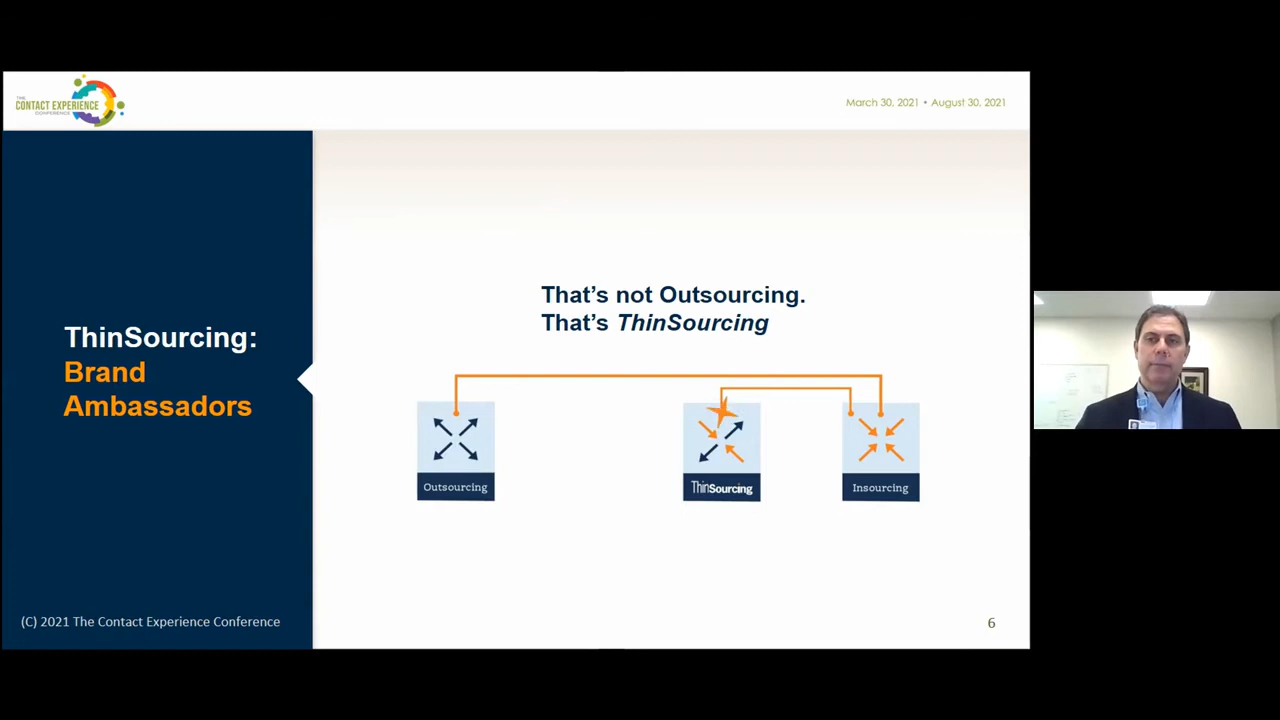 THE
CONTACT EXPERIENCE
CONFERENCE
March 30, 2021 • August 30, 2021
That’s not Outsourcing.
That’s ThinSourcing
ThinSourcing:
Brand
Ambassadors
Outsourcing
ThinSourcing
Insourcing
(C) 2021 The Contact Experience Conference
6